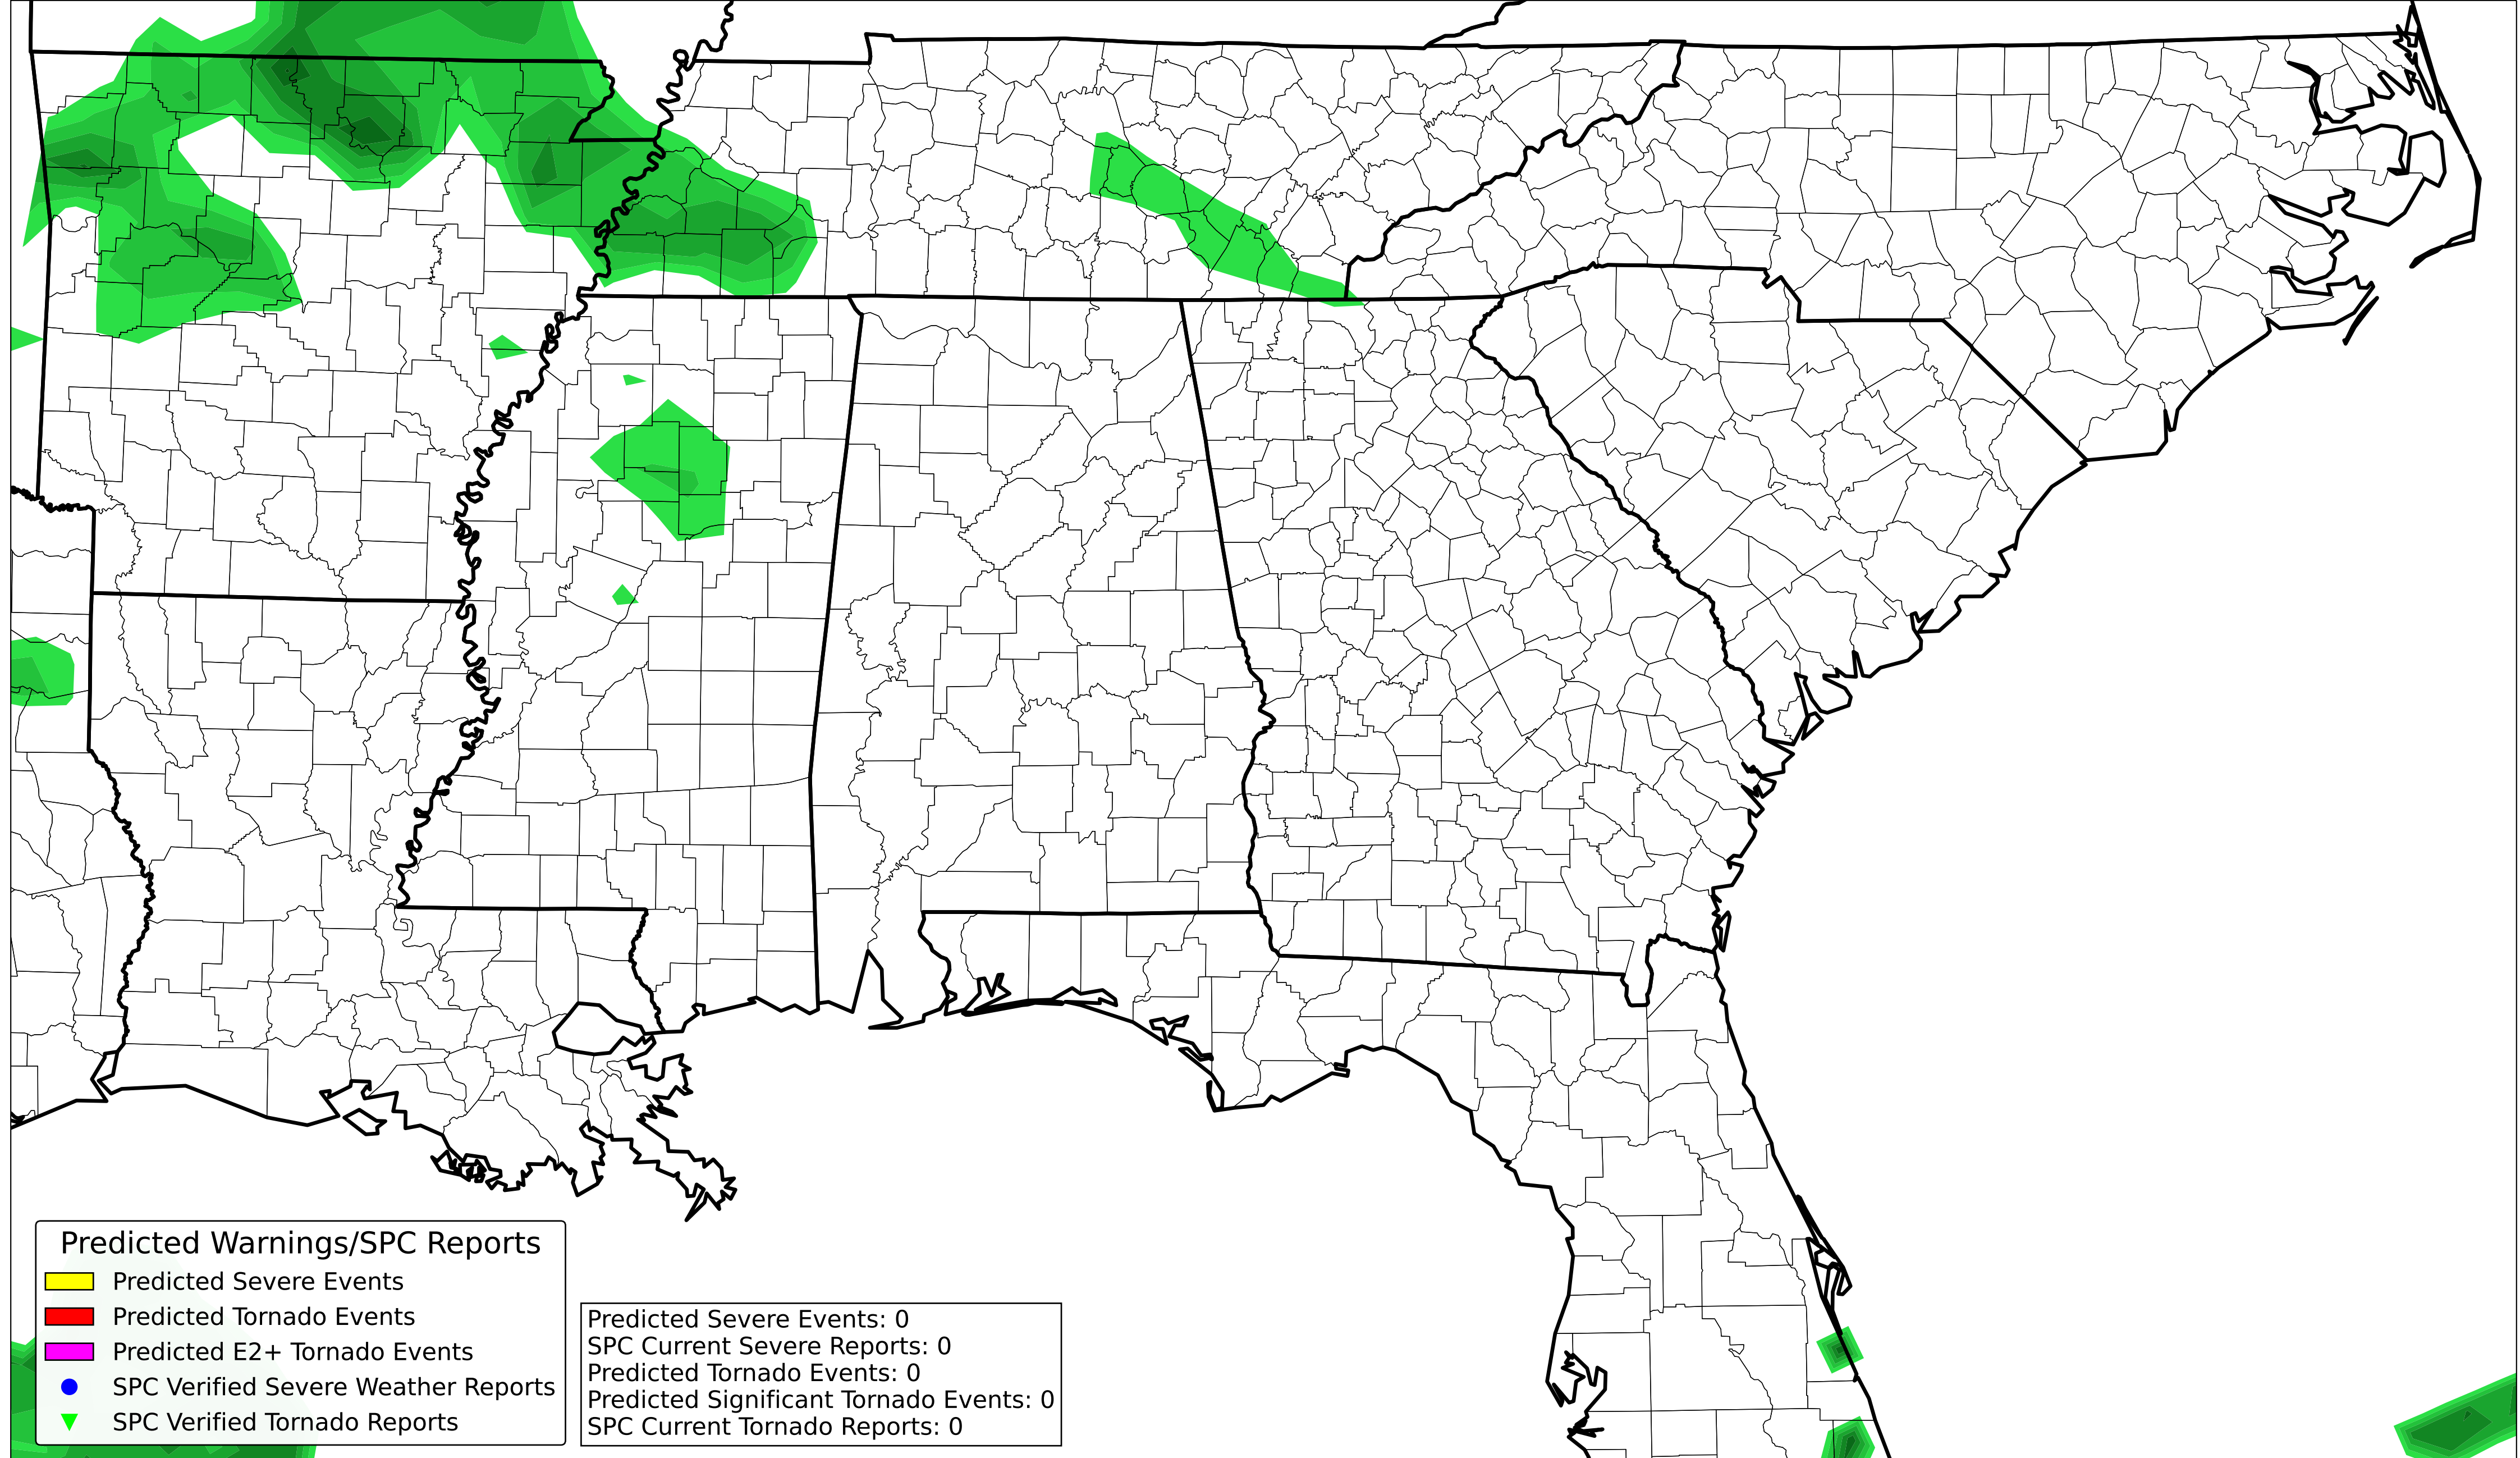 Predicted Warnings/SPC Reports
Predicted Severe Events
Predicted Tornado Events
Predicted E2+ Tornado Events
SPC Verified Severe Weather Reports
SPC Verified Tornado Reports
Predicted Severe Events: 0
SPC Current Severe Reports: 0
Predicted Tornado Events: 0
Predicted Significant Tornado Events: 0
SPC Current Tornado Reports: 0